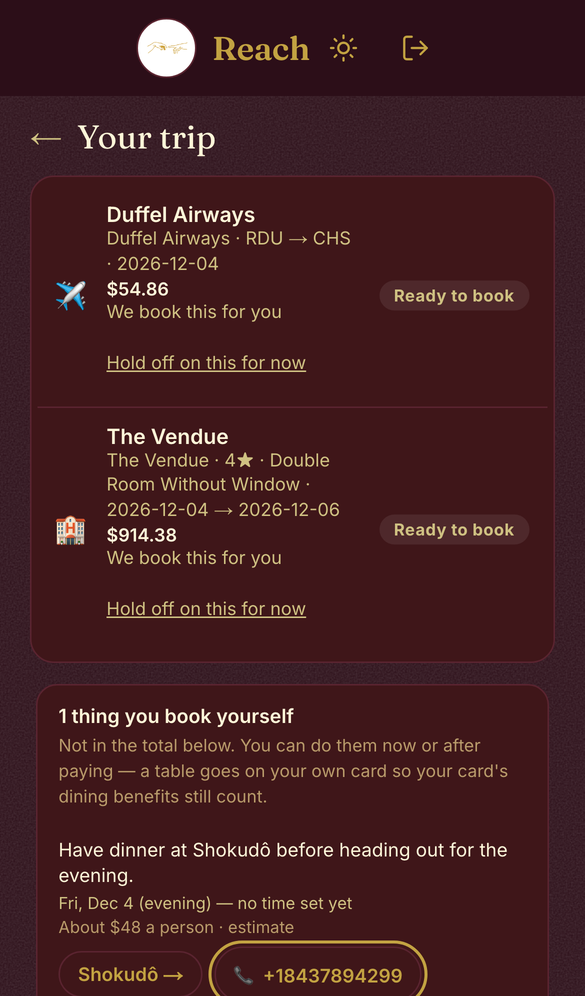 Reach
← Your trip
Duffel Airways
Duffel Airways · RDU → CHS
· 2026-12-04
$54.86
We book this for you
Ready to book
Hold off on this for now
The Vendue
The Vendue · 4★ · Double
Room Without Window ·
2026-12-04 → 2026-12-06
$914.38
We book this for you
Ready to book
Hold off on this for now
1 thing you book yourself
Not in the total below. You can do them now or after
paying — a table goes on your own card so your card's
dining benefits still count.
Have dinner at Shokudô before heading out for the
evening.
Fri, Dec 4 (evening) — no time set yet
About $48 a person · estimate
Shokudô →
+18437894299